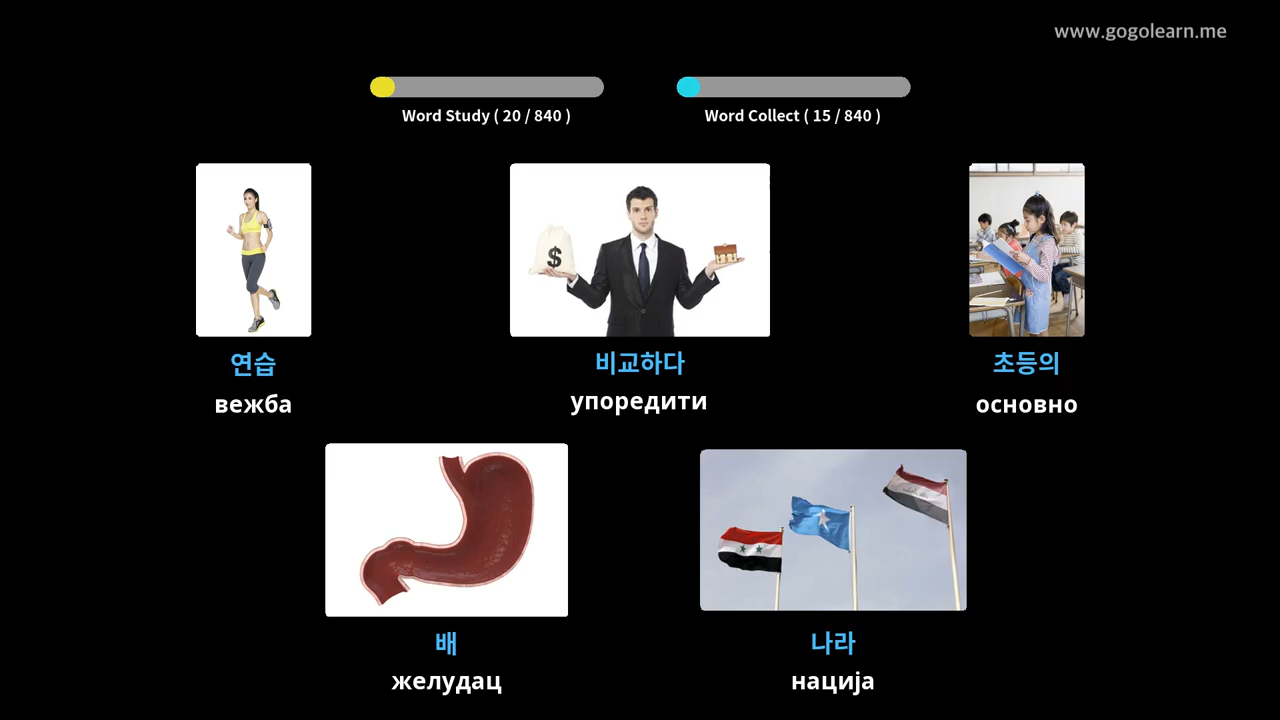 www.gogolearn.me
Word Study ( 20 / 840 )
Word Collect ( 15 / 840 )
$
연습
вежба
비교하다
упоредити
초등의
основно
배
желудац
나라
нација